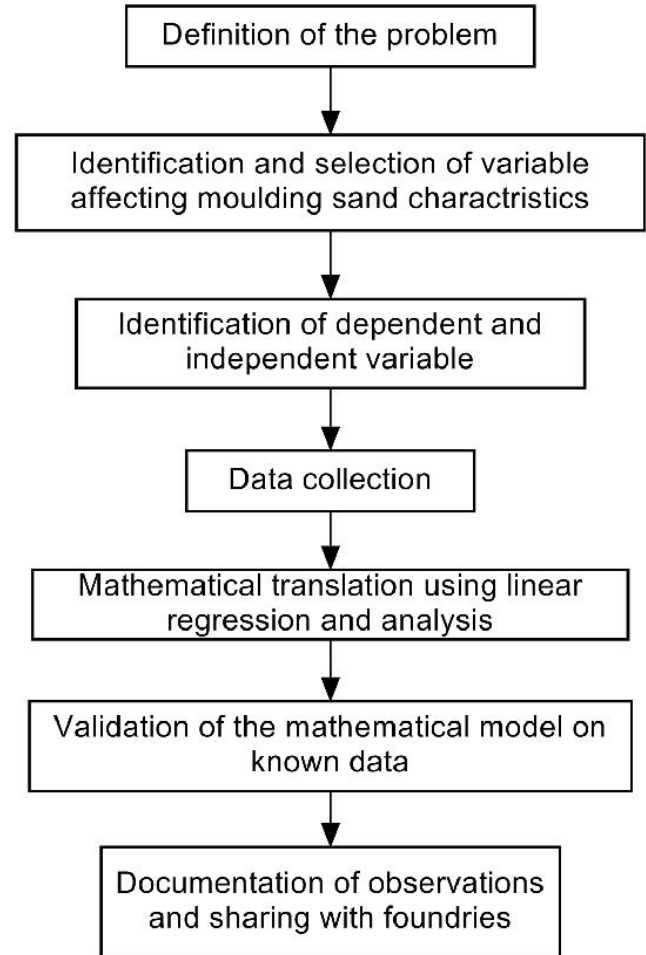 Definition of the problem
Identification and selection of variable
affecting moulding sand charactristics
Identification of dependent and
independent variable
Data collection
Mathematical translation using linear
regression and analysis
Validation of the mathematical model on
known data
Documentation of observations
and sharing with foundries